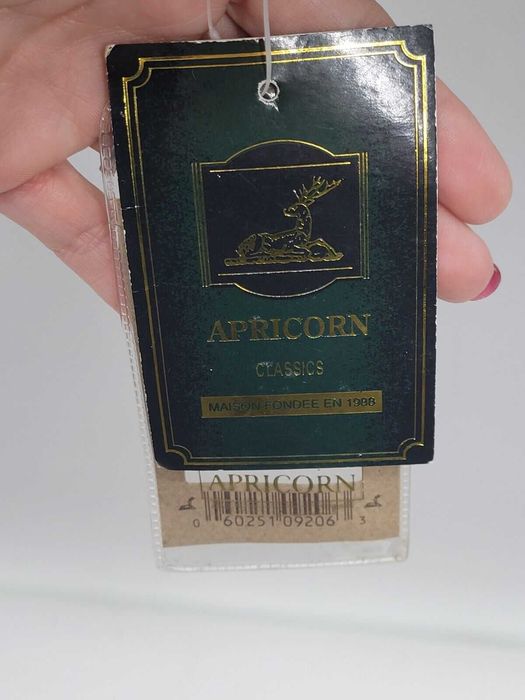 APRICORN
CLASSICS
MAISON FONDEE EN 1988
APRICORN
0 60251 09206 3